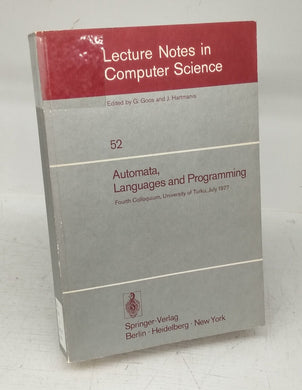 Lecture Notes in
Computer Science
Edited by G. Goos and J. Hartmanis
52
Automata,
Languages and Programming
Fourth Colloquium, University of Turku, July 1977
Springer-Verlag
Berlin · Heidelberg · New York